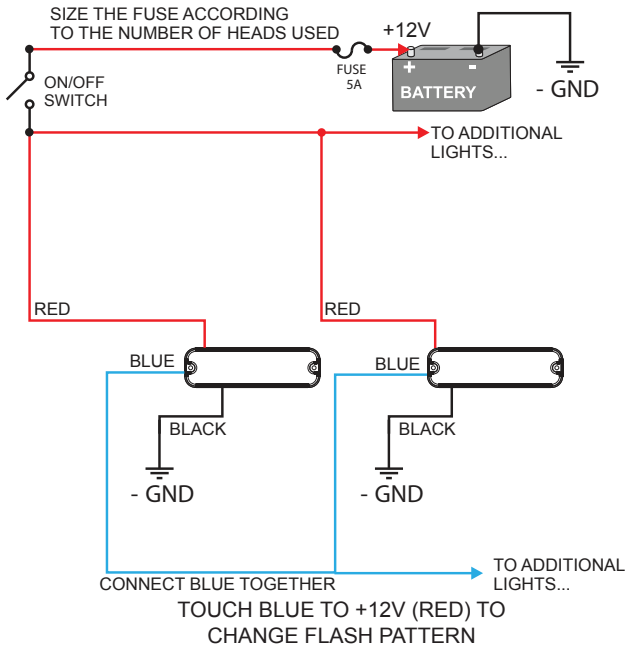 SIZE THE FUSE ACCORDING
TO THE NUMBER OF HEADS USED
+12V
FUSE
5A
+ -
BATTERY
- GND
ON/OFF
SWITCH
TO ADDITIONAL
LIGHTS...
RED
RED
BLUE
BLUE
BLACK
BLACK
- GND
- GND
CONNECT BLUE TOGETHER
TO ADDITIONAL
LIGHTS...
TOUCH BLUE TO +12V (RED) TO
CHANGE FLASH PATTERN